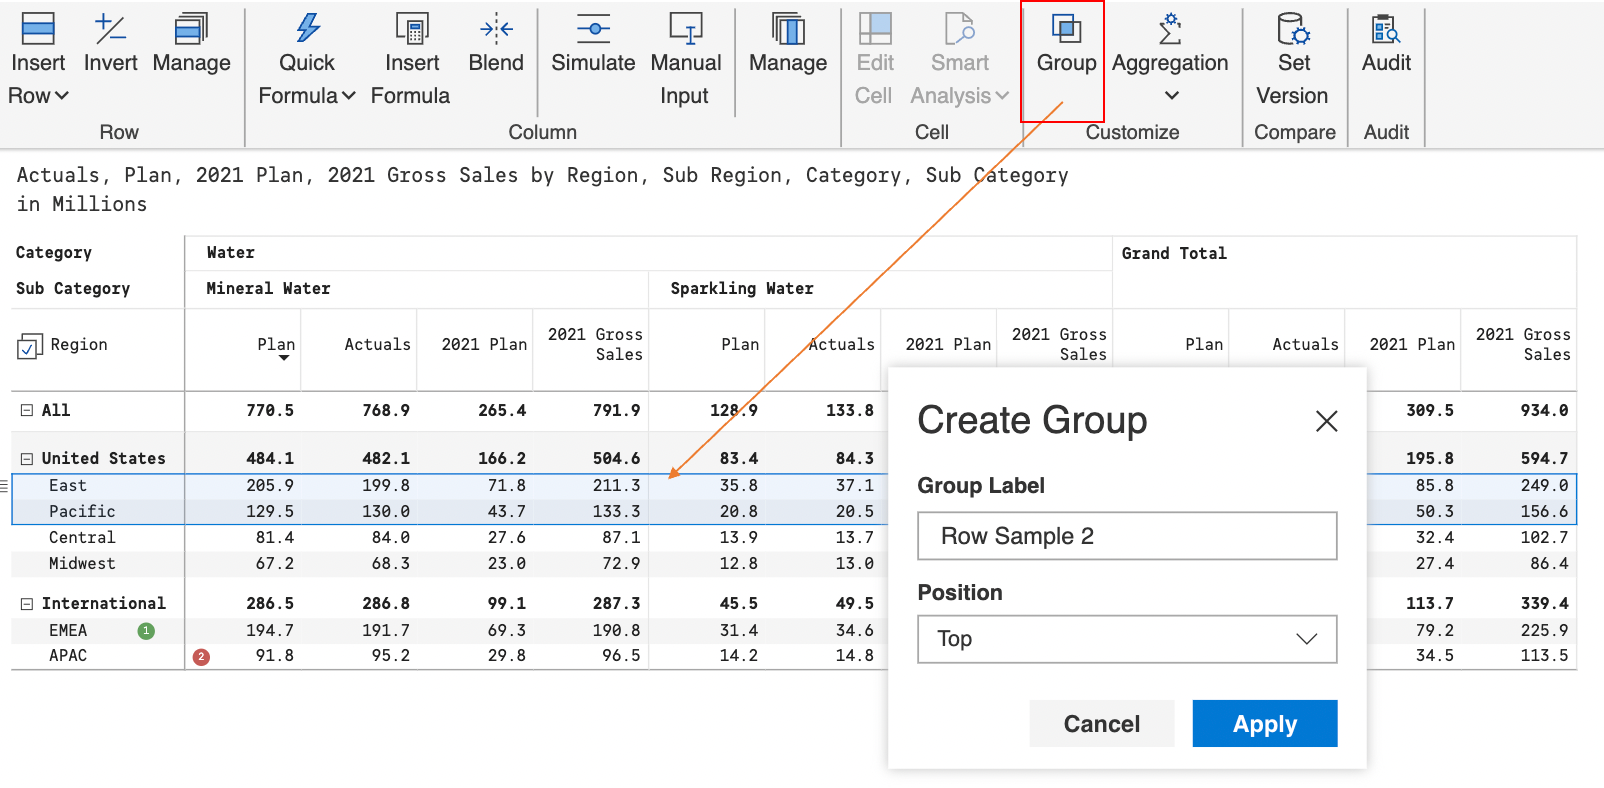 Insert Invert Manage Quick Insert Blend Simulate Manual Manage Edit Smart Group Aggregation Set Audit
Row Formula Formula Input Cell Analysis Version
Row Column Cell Customize Compare Audit
Actuals, Plan, 2021 Plan, 2021 Gross Sales by Region, Sub Region, Category, Sub Category
in Millions
Category Water Grand Total
Sub Category Mineral Water Sparkling Water
Region Plan Actuals 2021 Plan 2021 Gross Sales Plan Actuals 2021 Plan 2021 Gross Sales Plan Actuals 2021 Plan 2021 Gross Sales
All 770.5 768.9 265.4 791.9 128.9 133.8 309.5 934.0
United States 484.1 482.1 166.2 504.6 83.4 84.3 195.8 594.7
East 205.9 199.8 71.8 211.3 35.8 37.1 85.8 249.0
Pacific 129.5 130.0 43.7 133.3 20.8 20.5 50.3 156.6
Central 81.4 84.0 27.6 87.1 13.9 13.7 32.4 102.7
Midwest 67.2 68.3 23.0 72.9 12.8 13.0 27.4 86.4
International 286.5 286.8 99.1 287.3 45.5 49.5 113.7 339.4
EMEA 1 194.7 191.7 69.3 190.8 31.4 34.6 79.2 225.9
APAC 2 91.8 95.2 29.8 96.5 14.2 14.8 34.5 113.5
Create Group
Group Label
Row Sample 2
Position
Top
Cancel Apply